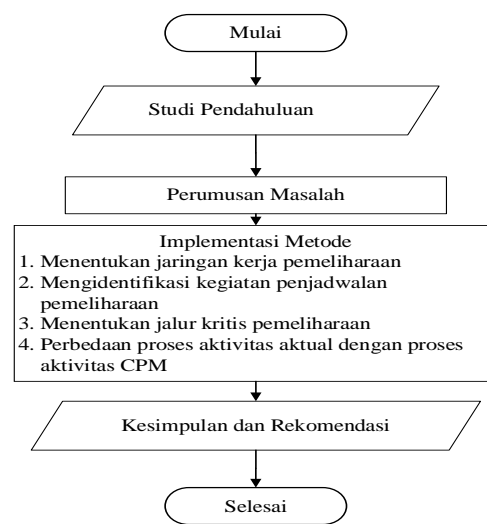 Mulai
Studi Pendahuluan
Perumusan Masalah
Implementasi Metode
1. Menentukan jaringan kerja pemeliharaan
2. Mengidentifikasi kegiatan penjadwalan
pemeliharaan
3. Menentukan jalur kritis pemeliharaan
4. Perbedaan proses aktivitas aktual dengan proses
aktivitas CPM
Kesimpulan dan Rekomendasi
Selesai